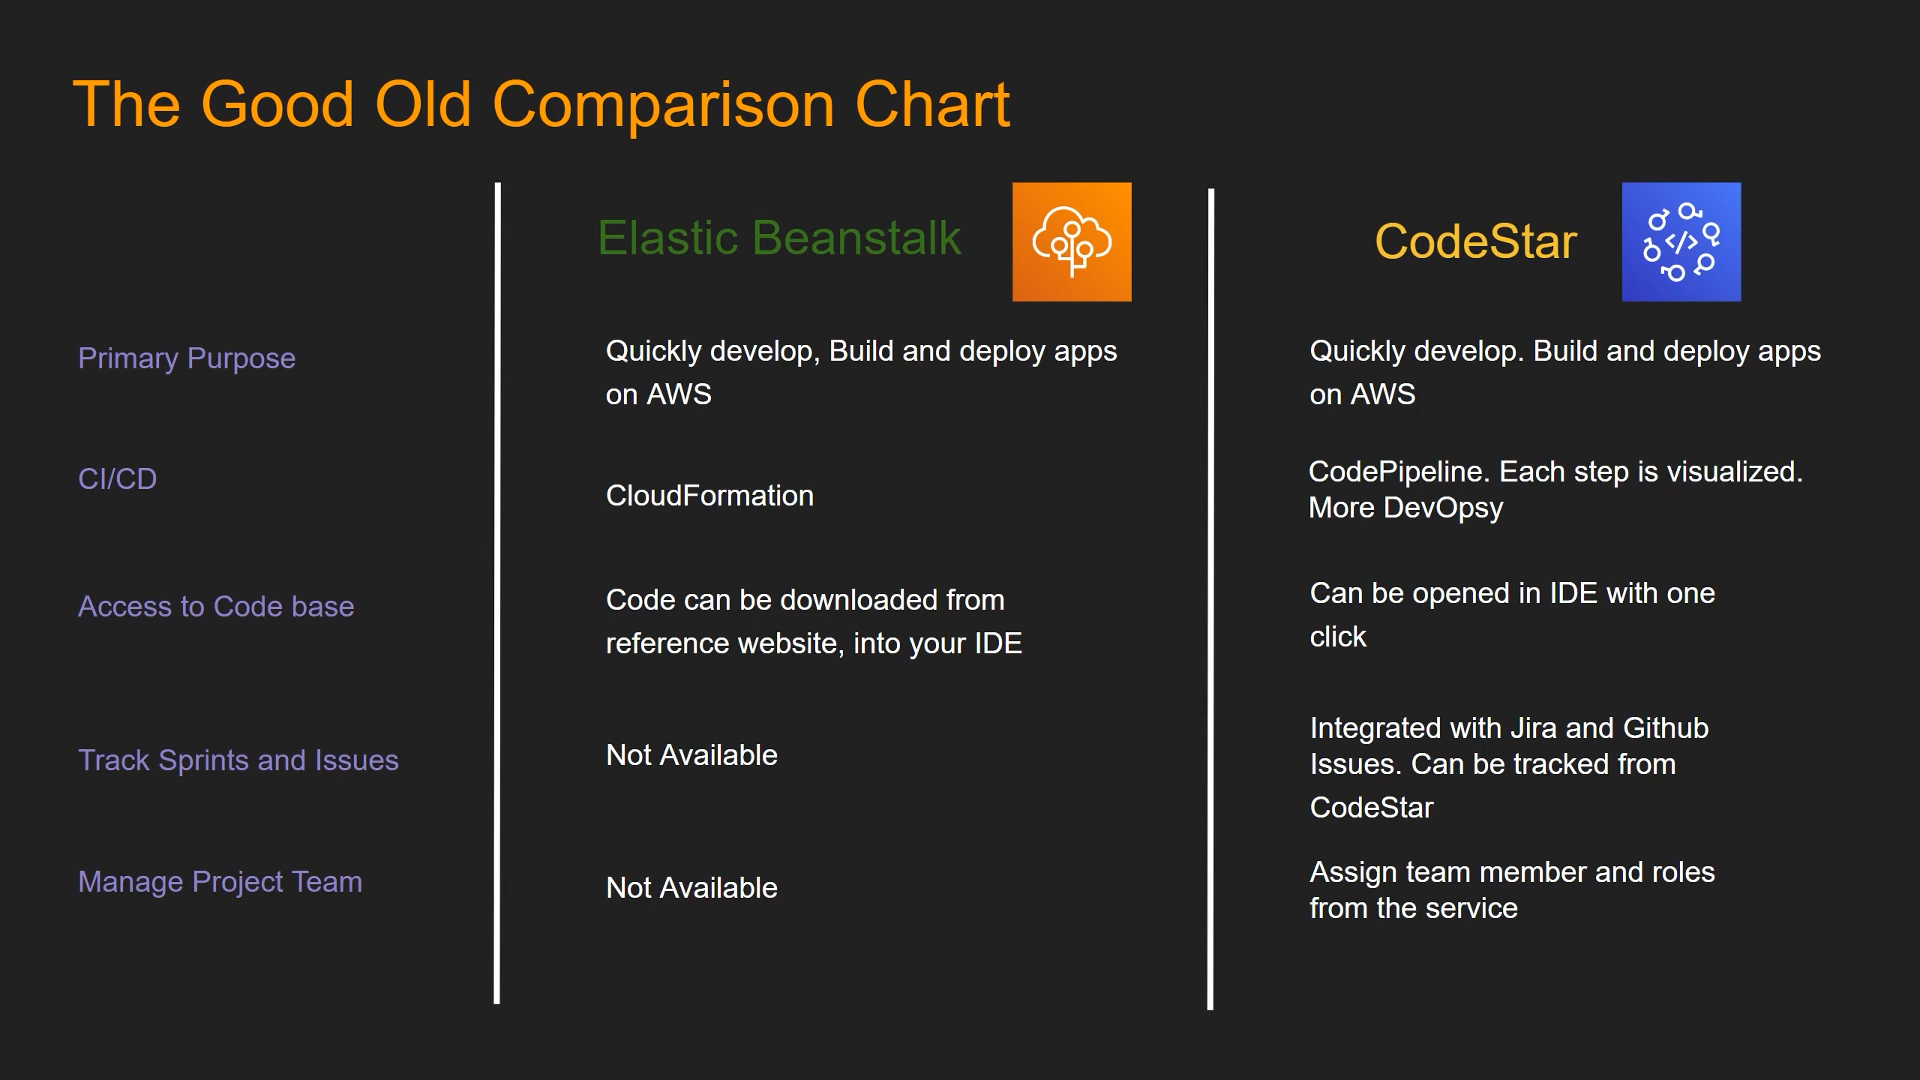 The Good Old Comparison Chart
Elastic Beanstalk
CodeStar
Primary Purpose
Quickly develop, Build and deploy apps
on AWS
Quickly develop. Build and deploy apps
on AWS
CI/CD
CloudFormation
CodePipeline. Each step is visualized.
More DevOpsy
Access to Code base
Code can be downloaded from
reference website, into your IDE
Can be opened in IDE with one
click
Track Sprints and Issues
Not Available
Integrated with Jira and Github
Issues. Can be tracked from
CodeStar
Manage Project Team
Not Available
Assign team member and roles
from the service